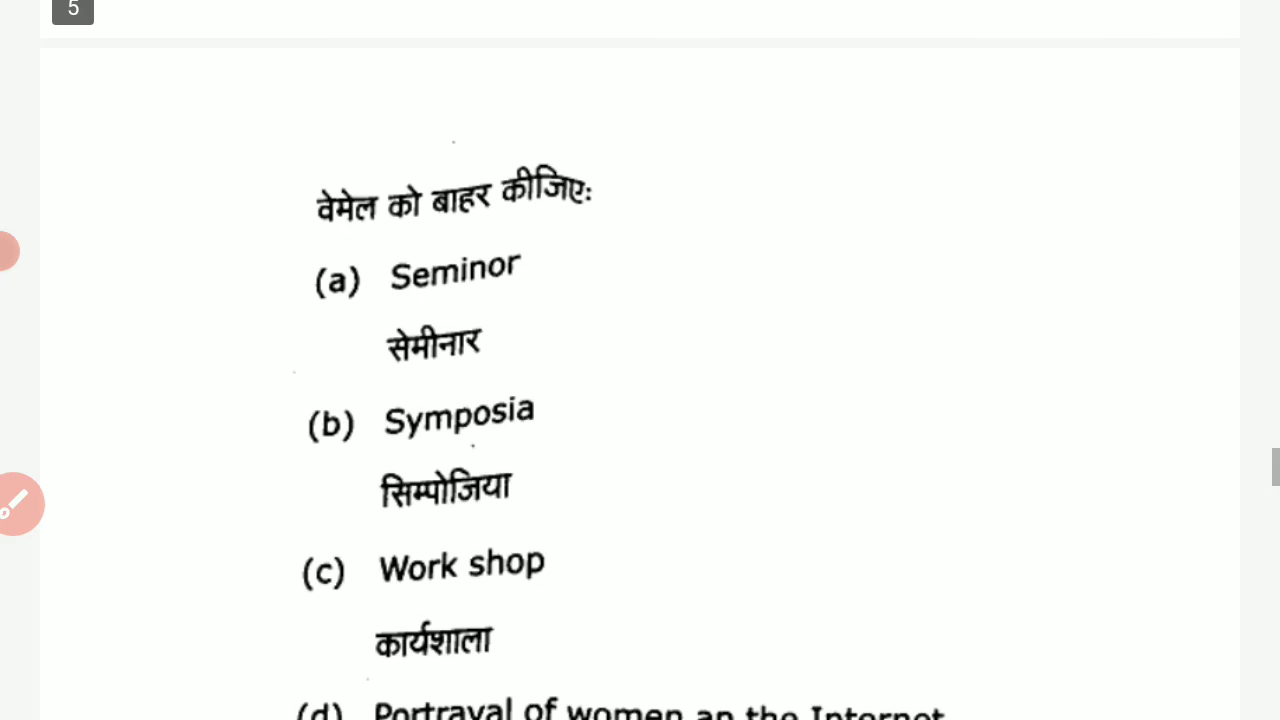 5
वेमेल को बाहर कीजिए:
(a) Seminor
सेमीनार
(b) Symposia
सिम्पोजिया
(c) Work shop
कार्यशाला
(d) Portrayal of women an the Internet